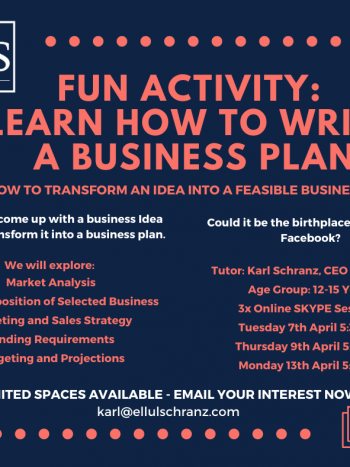 S
FUN ACTIVITY:
LEARN HOW TO WRI
A BUSINESS PLAN
OW TO TRANSFORM AN IDEA INTO A FEASIBLE BUSINE
come up with a business Idea
nsform it into a business plan.
We will explore:
Market Analysis
position of Selected Business
eting and Sales Strategy
nding Requirements
geting and Projections
Could it be the birthplace
Facebook?
Tutor: Karl Schranz, CEO
Age Group: 12-15 Y
3x Online SKYPE Se
Tuesday 7th April 5:
Thursday 9th April 5:
Monday 13th April 5:
ITED SPACES AVAILABLE - EMAIL YOUR INTEREST NOW
karl@ellulschranz.com